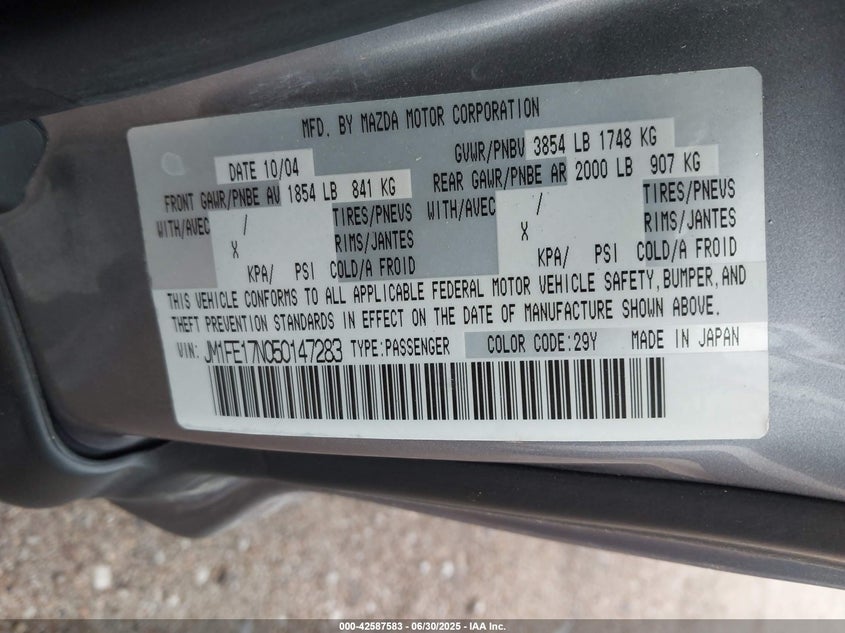 MFD. BY MAZDA MOTOR CORPORATION
DATE 10/04 GVWR/PNBV 3854 LB 1748 KG
FRONT GAWR/PNBE AV 1854 LB 841 KG REAR GAWR/PNBE AR 2000 LB 907 KG
WITH/AVEC / TIRES/PNEVS WITH/AVEC / TIRES/PNEVS
X RIMS/JANTES X RIMS/JANTES
KPA/ PSI COLD/A FROID KPA/ PSI COLD/A FROID
THIS VEHICLE CONFORMS TO ALL APPLICABLE FEDERAL MOTOR VEHICLE SAFETY, BUMPER, AND
THEFT PREVENTION STANDARDS IN EFFECT ON THE DATE OF MANUFACTURE SHOWN ABOVE.
VIN: JM1FE17N050147283 TYPE:PASSENGER COLOR CODE:29Y MADE IN JAPAN
000-42587583 / 06/30/2025 - IAA Inc.